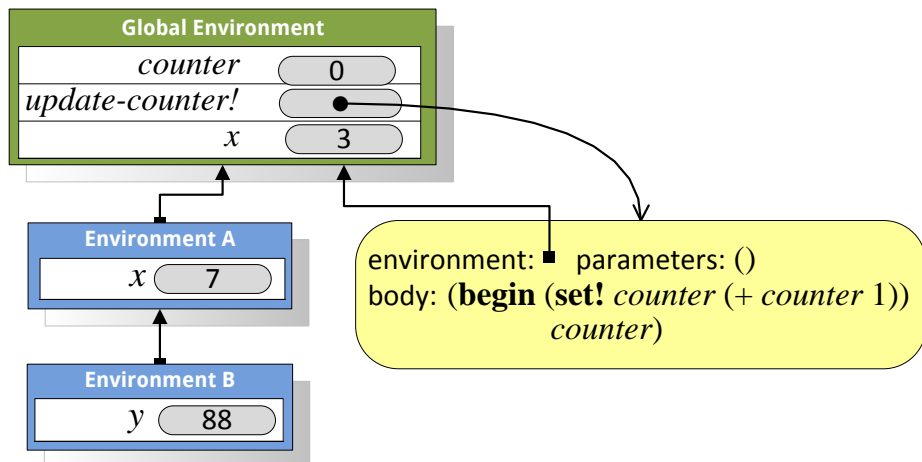 Global Environment
counter 0
update-counter!
x 3
Environment A
x 7
Environment B
y 88
environment: parameters: ()
body: (begin (set! counter (+ counter 1))
counter)